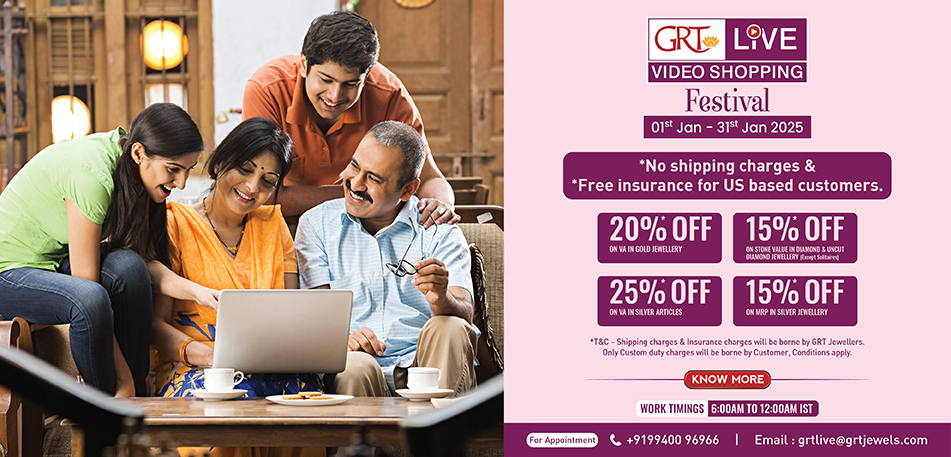 GRT LIVE
VIDEO SHOPPING
Festival
01st Jan - 31st Jan 2025
*No shipping charges &
*Free insurance for US based customers.
20%* OFF
ON VA IN GOLD JEWELLERY
15%* OFF
ON STONE VALUE IN DIAMOND & UNCUT
DIAMOND JEWELLERY (Except Solitaires)
25%* OFF
ON VA IN SILVER ARTICLES
15%* OFF
ON MRP IN SILVER JEWELLERY
*T&C – Shipping charges & Insurance charges will be borne by GRT Jewellers.
Only Custom duty charges will be borne by Customer, Conditions apply.
KNOW MORE
WORK TIMINGS 6:00AM TO 12:00AM IST
For Appointment +9199400 96966 | Email : grtlive@grtjewels.com